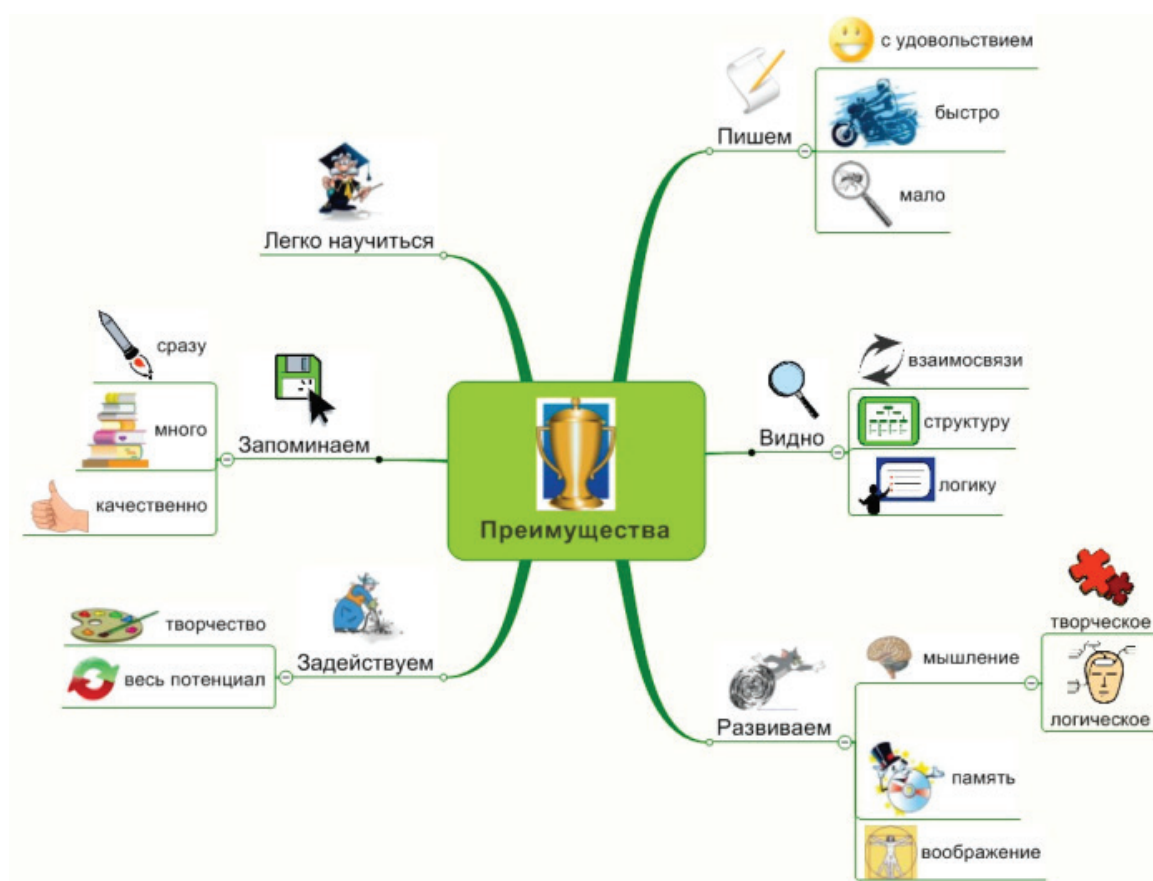 с удовольствием
быстро
Пишем
мало
Легко научиться
сразу
много
Запоминаем
качественно
взаимосвязи
Видно
структуру
логику
Преимущества
творчество
Задействуем
весь потенциал
творческое
мышление
логическое
Развиваем
память
воображение